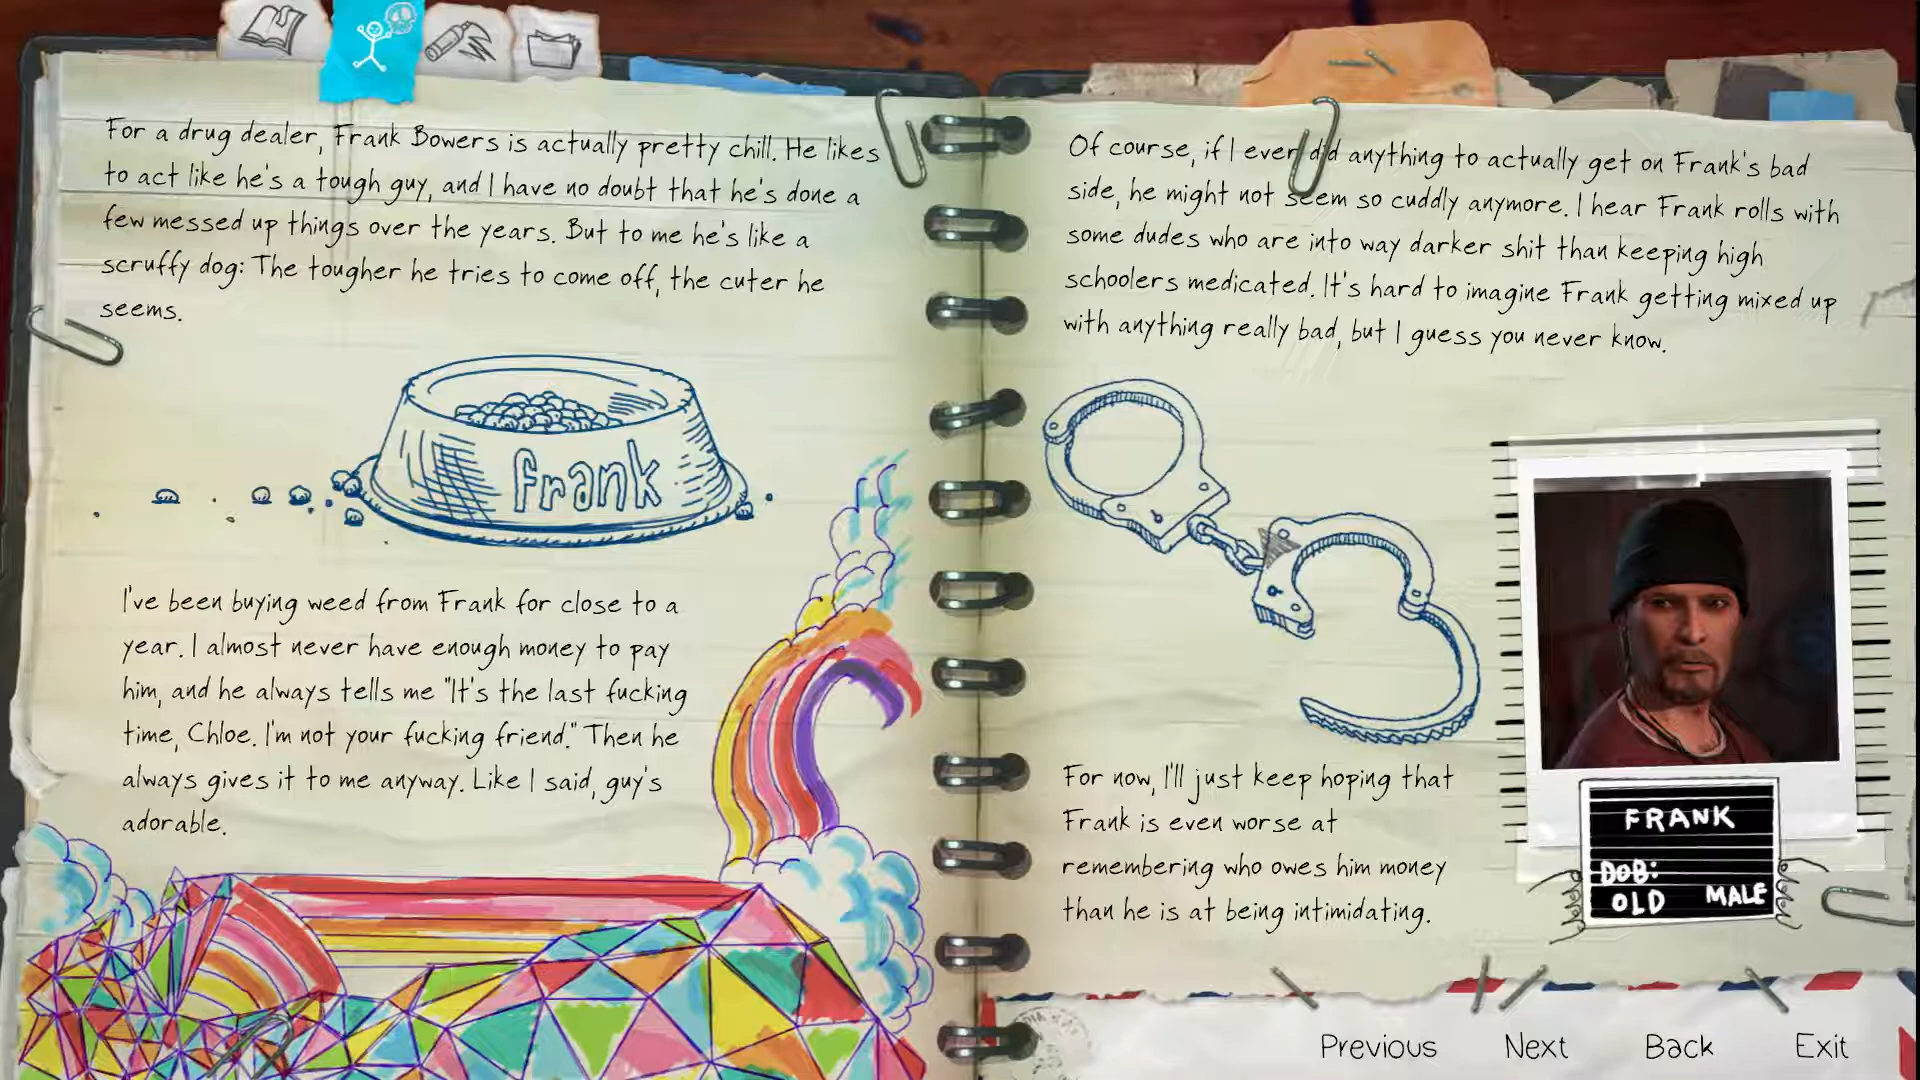 For a drug dealer, Frank Bowers is actually pretty chill. He likes
to act like he's a tough guy, and I have no doubt that he's done a
few messed up things over the years. But to me he's like a
scruffy dog: The tougher he tries to come off, the cuter he
seems.
frank
I've been buying weed from Frank for close to a
year. I almost never have enough money to pay
him, and he always tells me "It's the last fucking
time, Chloe. I'm not your fucking friend." Then he
always gives it to me anyway. Like I said, guy's
adorable.
Of course, if I ever did anything to actually get on Frank's bad
side, he might not seem so cuddly anymore. I hear Frank rolls with
some dudes who are into way darker shit than keeping high
schoolers medicated. It's hard to imagine Frank getting mixed up
with anything really bad, but I guess you never know.
For now, I'll just keep hoping that
Frank is even worse at
remembering who owes him money
than he is at being intimidating.
FRANK
DOB:
OLD MALE
Previous Next Back Exit